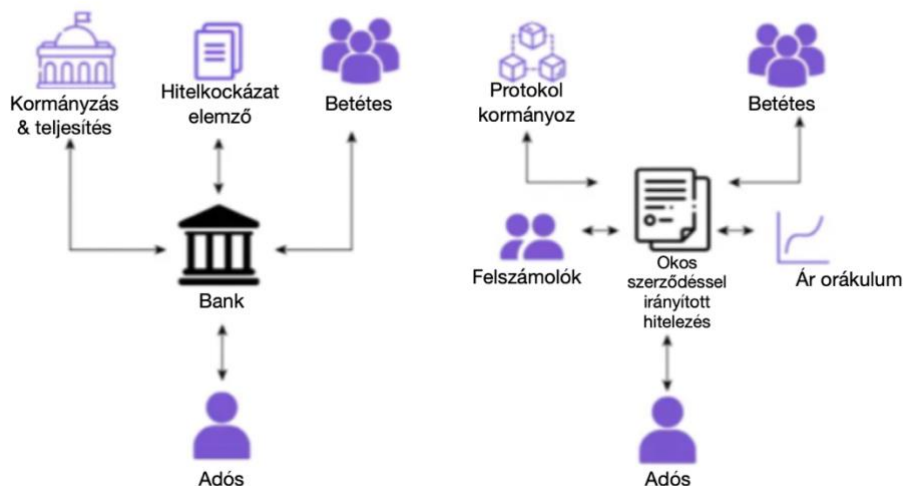 Kormányzás
& teljesítés
Hitelkockázat
elemző
Betétes
Bank
Adós
Protokol
kormányoz
Betétes
Felszámolók
Okos
szerződéssel
irányított
hitelezés
Ár orákulum
Adós